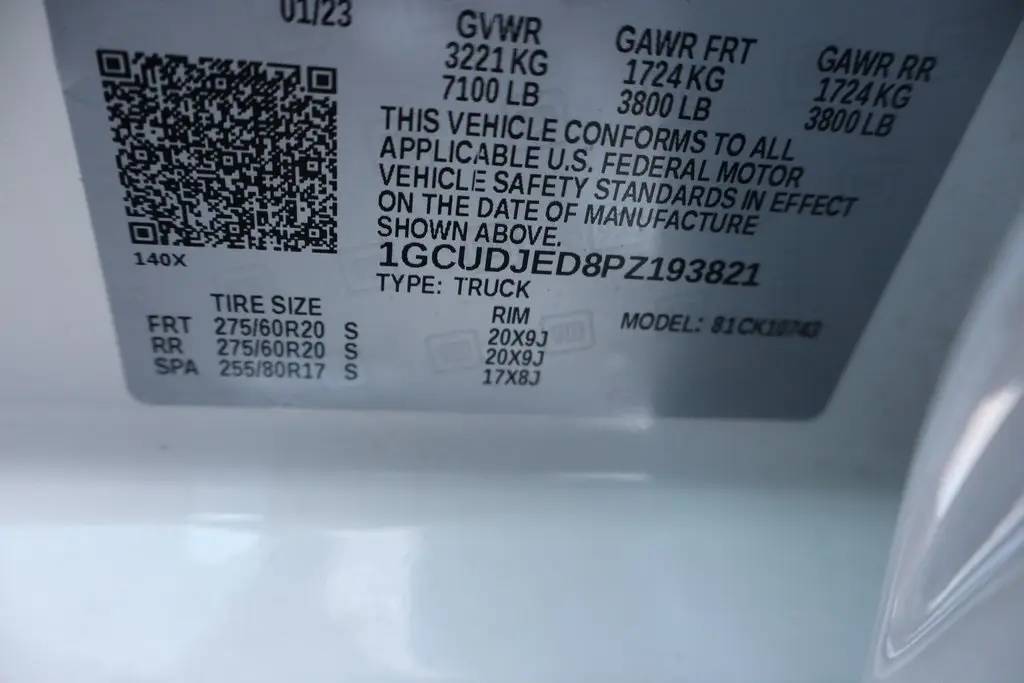 01/23
GVWR
3221 KG
7100 LB
GAWR FRT
1724 KG
3800 LB
GAWR RR
1724 KG
3800 LB
THIS VEHICLE CONFORMS TO ALL
APPLICABLE U.S. FEDERAL MOTOR
VEHICLE SAFETY STANDARDS IN EFFECT
ON THE DATE OF MANUFACTURE
SHOWN ABOVE.
1GCUDJED8PZ193821
TYPE: TRUCK
140X
TIRE SIZE RIM MODEL: 81CK10743
FRT 275/60R20 S 20X9J
RR 275/60R20 S 20X9J
SPA 255/80R17 S 17X8J